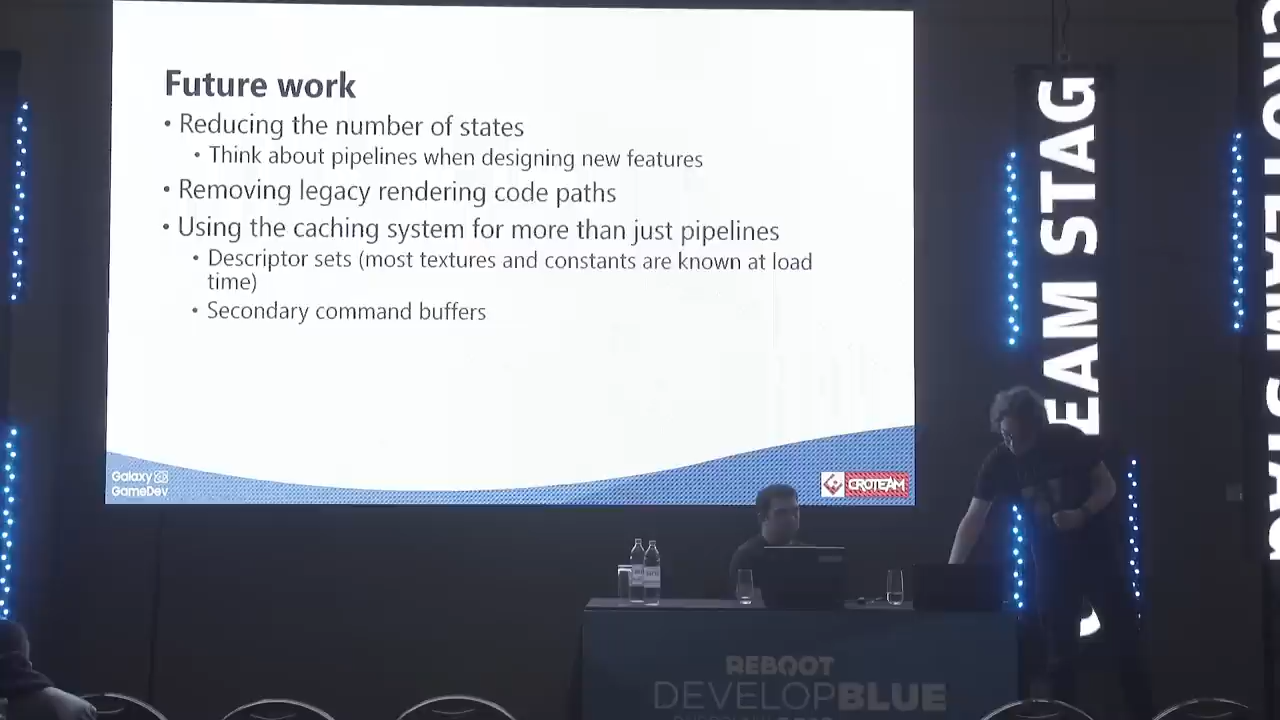 Future work
• Reducing the number of states
• Think about pipelines when designing new features
• Removing legacy rendering code paths
• Using the caching system for more than just pipelines
• Descriptor sets (most textures and constants are known at load
time)
• Secondary command buffers
Galaxy
GameDev
CROTEAM
EAM STAG
REBOOT
DEVELOPBLUE